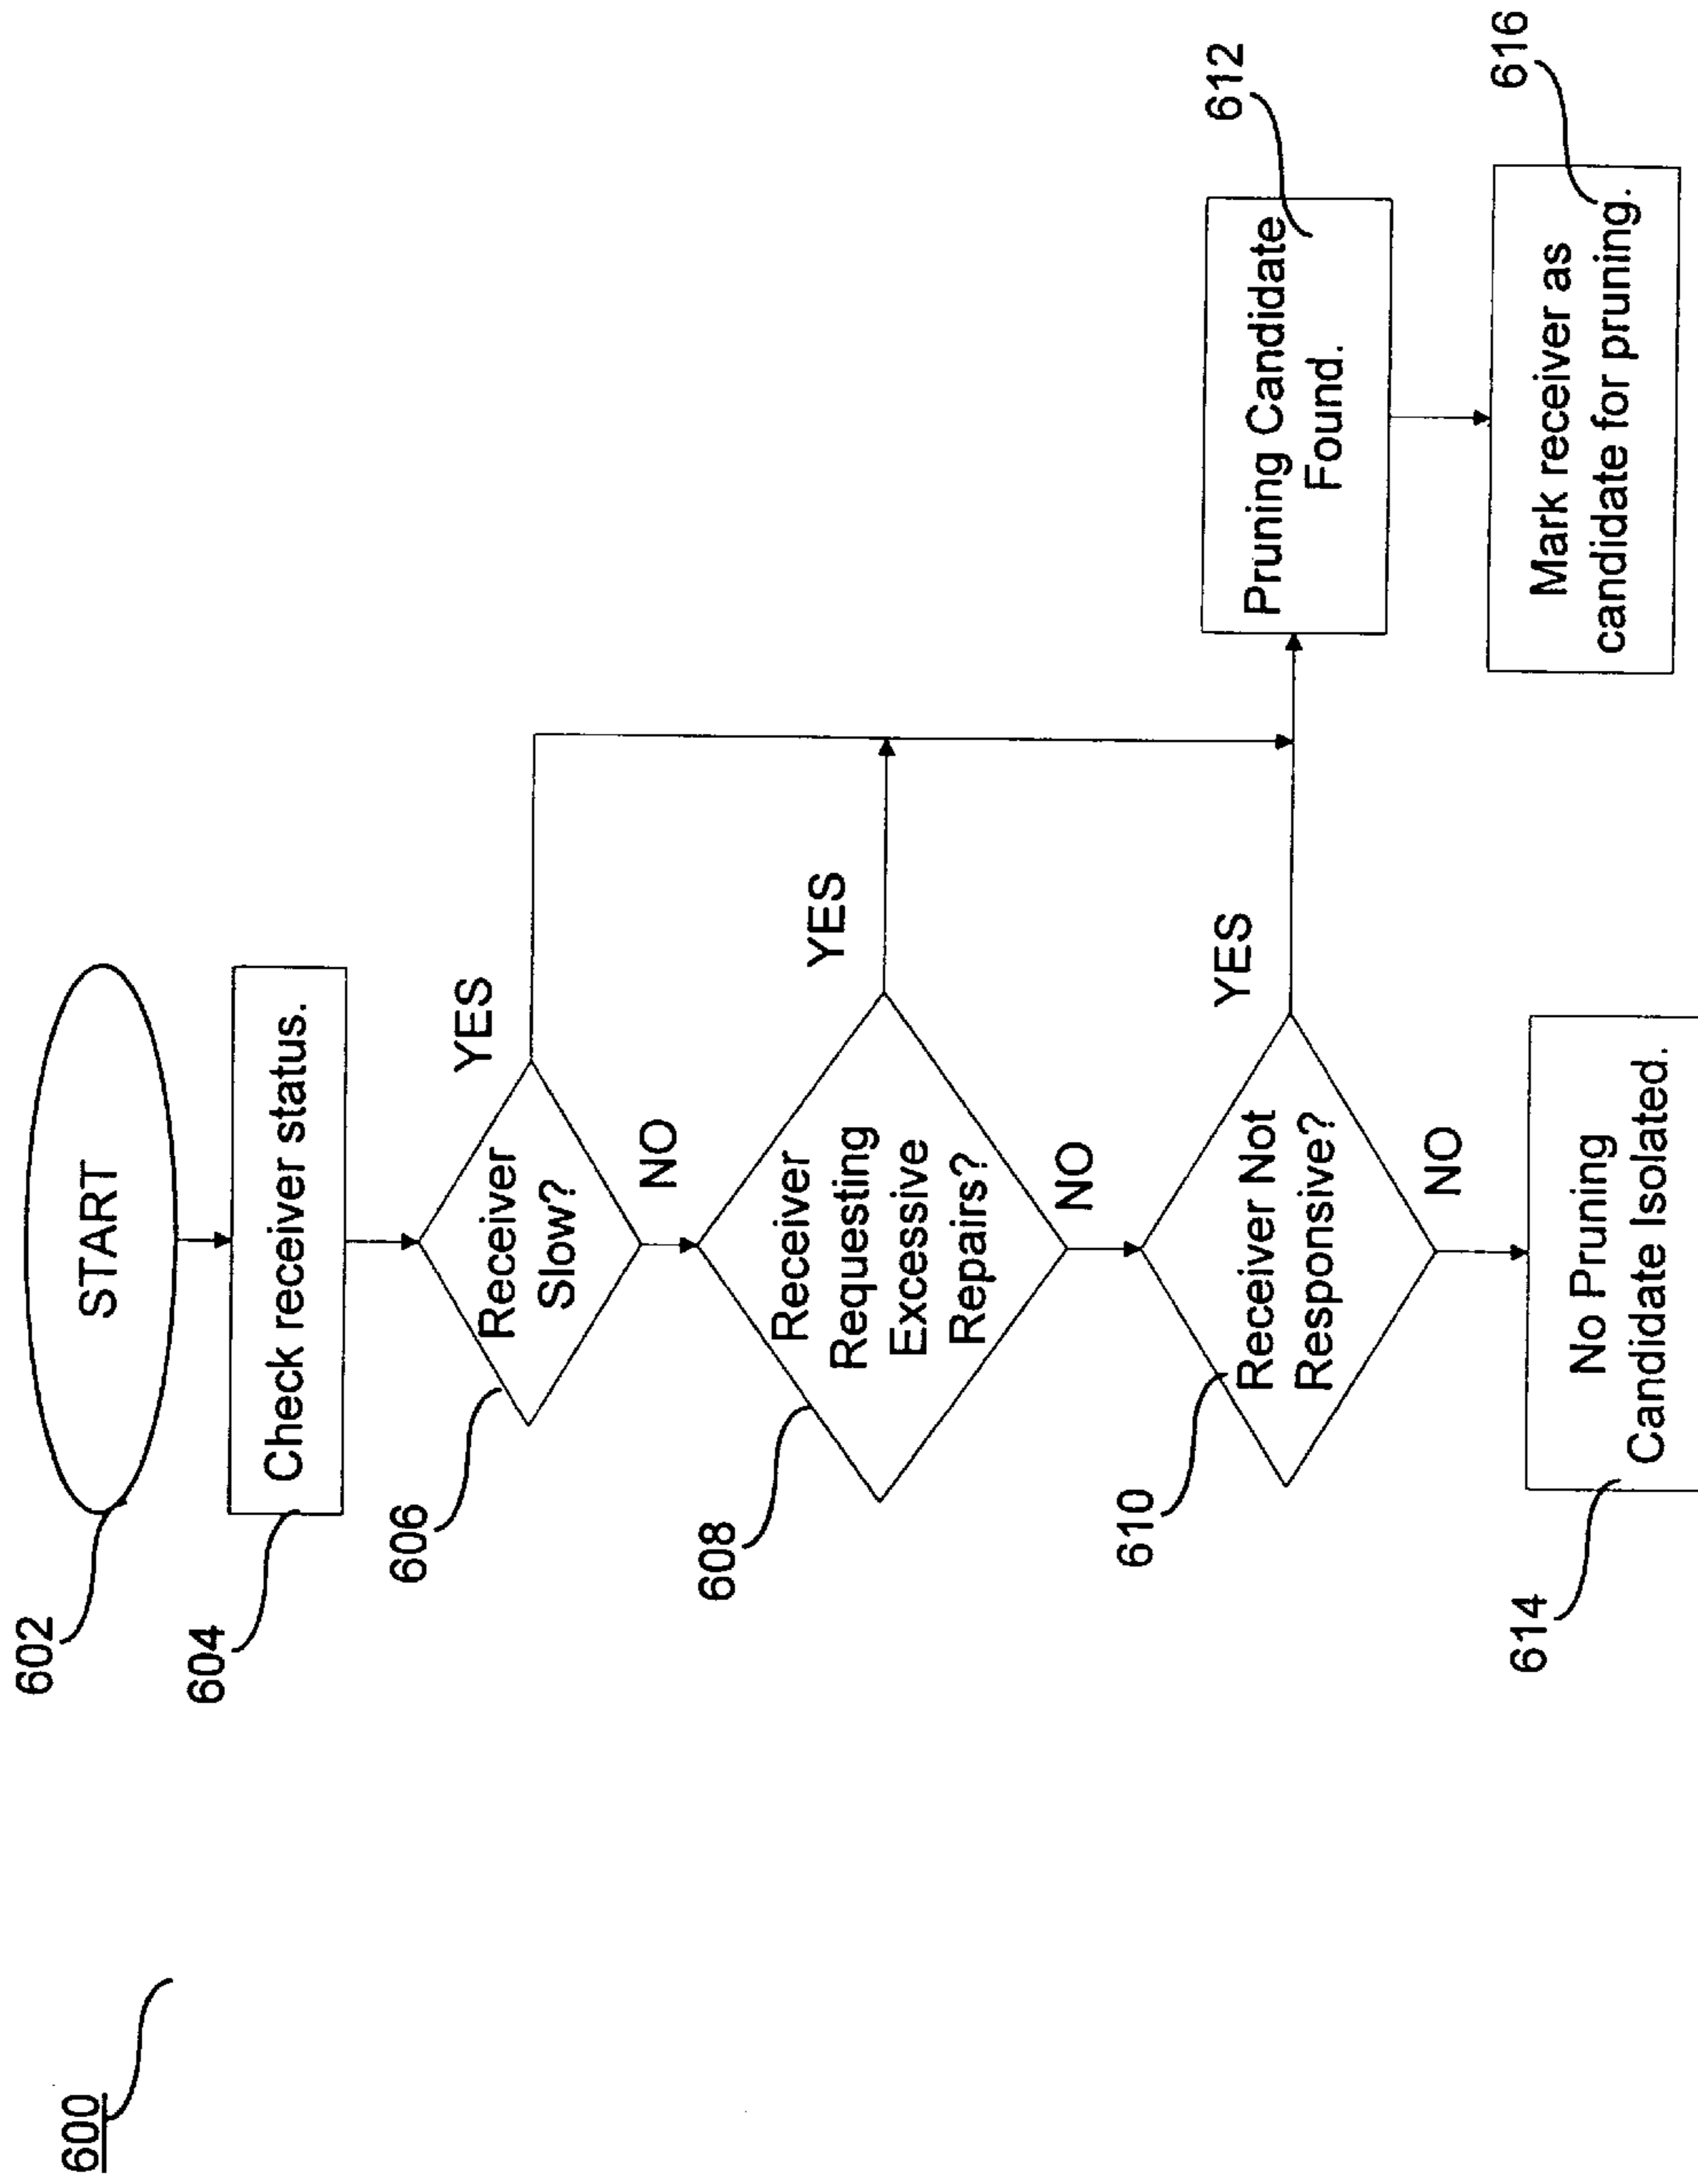 600
602
START
604
Check receiver status.
606
Receiver
Slow?
YES
NO
608
Receiver
Requesting
Excessive
Repairs?
YES
NO
610
Receiver Not
Responsive?
YES
NO
612
Pruning Candidate
Found.
614
No Pruning
Candidate Isolated.
616
Mark receiver as
candidate for pruning.